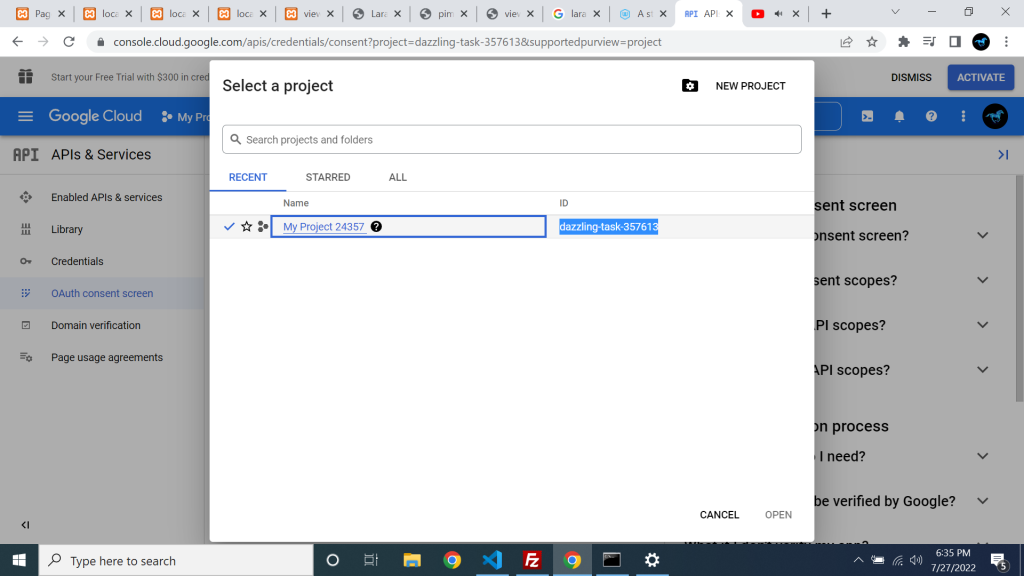 Pag
loca
loca
loca
view
Lara
pim
view
lara
A st
API
console.cloud.google.com/apis/credentials/consent?project=dazzling-task-357613&supportedpurview=project
Start your Free Trial with $300 in cred
DISMISS
ACTIVATE
Google Cloud
My Pro
API
APIs & Services
Enabled APIs & services
Library
Credentials
OAuth consent screen
Domain verification
Page usage agreements
Select a project
NEW PROJECT
Search projects and folders
RECENT
STARRED
ALL
Name
ID
My Project 24357
dazzling-task-357613
CANCEL
OPEN
sent screen
onsent screen?
sent scopes?
API scopes?
API scopes?
on process
I need?
be verified by Google?
Type here to search
6:35 PM
7/27/2022
5